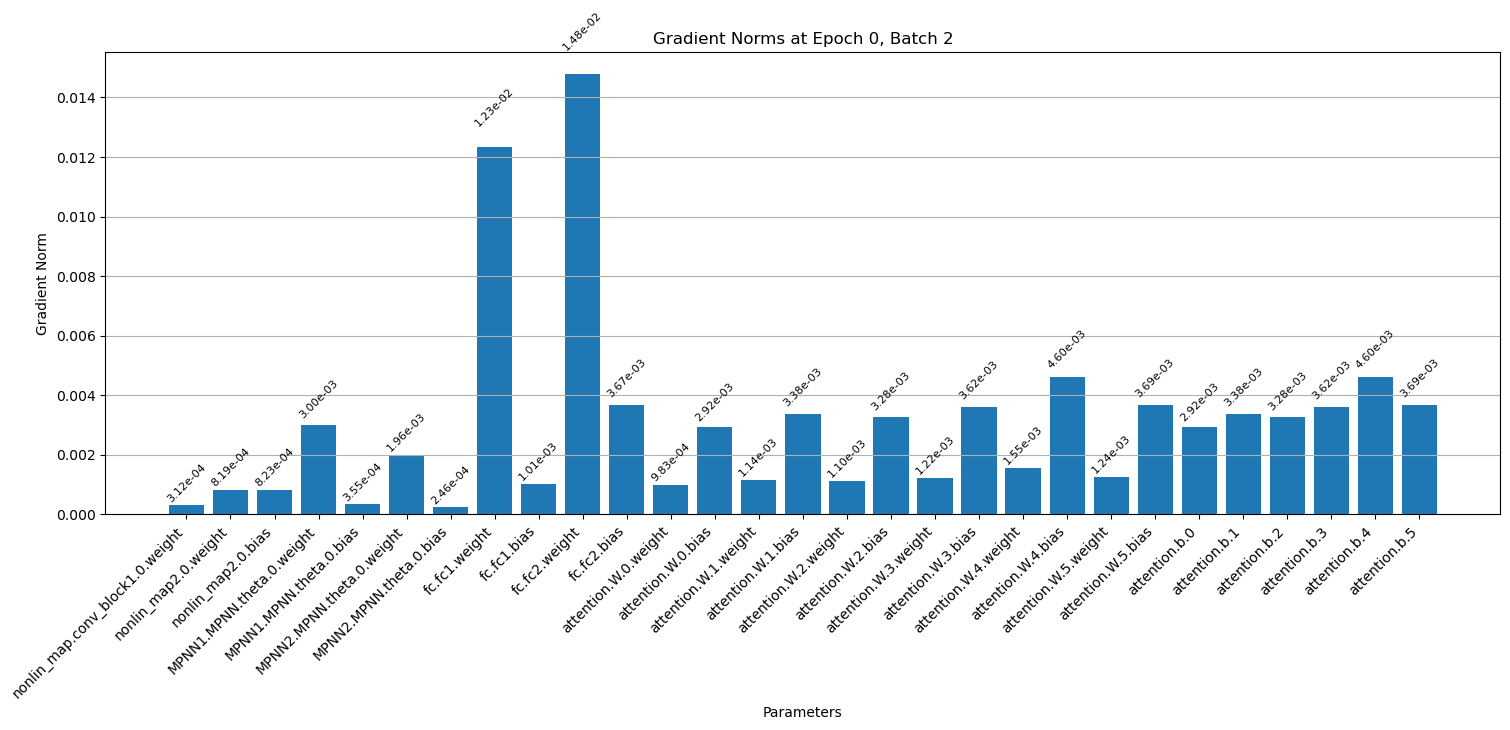 Gradient Norms at Epoch 0, Batch 2
Gradient Norm
0.014
0.012
0.010
0.008
0.006
0.004
0.002
0.000
3.12e-04
8.19e-04
8.23e-04
3.00e-03
3.55e-04
1.96e-03
2.46e-04
1.23e-02
1.01e-03
1.48e-02
3.67e-03
9.83e-04
2.92e-03
1.14e-03
3.38e-03
1.10e-03
3.28e-03
1.22e-03
3.62e-03
1.55e-03
4.60e-03
1.24e-03
3.69e-03
2.92e-03
3.38e-03
3.28e-03
3.62e-03
4.60e-03
3.69e-03
nonlin_map.conv_block1.0.weight
nonlin_map2.0.weight
nonlin_map2.0.bias
MPNN1.MPNN.theta.0.weight
MPNN1.MPNN.theta.0.bias
MPNN2.MPNN.theta.0.weight
MPNN2.MPNN.theta.0.bias
fc.fc1.weight
fc.fc1.bias
fc.fc2.weight
fc.fc2.bias
attention.W.0.weight
attention.W.0.bias
attention.W.1.weight
attention.W.1.bias
attention.W.2.weight
attention.W.2.bias
attention.W.3.weight
attention.W.3.bias
attention.W.4.weight
attention.W.4.bias
attention.W.5.weight
attention.W.5.bias
attention.b.0
attention.b.1
attention.b.2
attention.b.3
attention.b.4
attention.b.5
Parameters